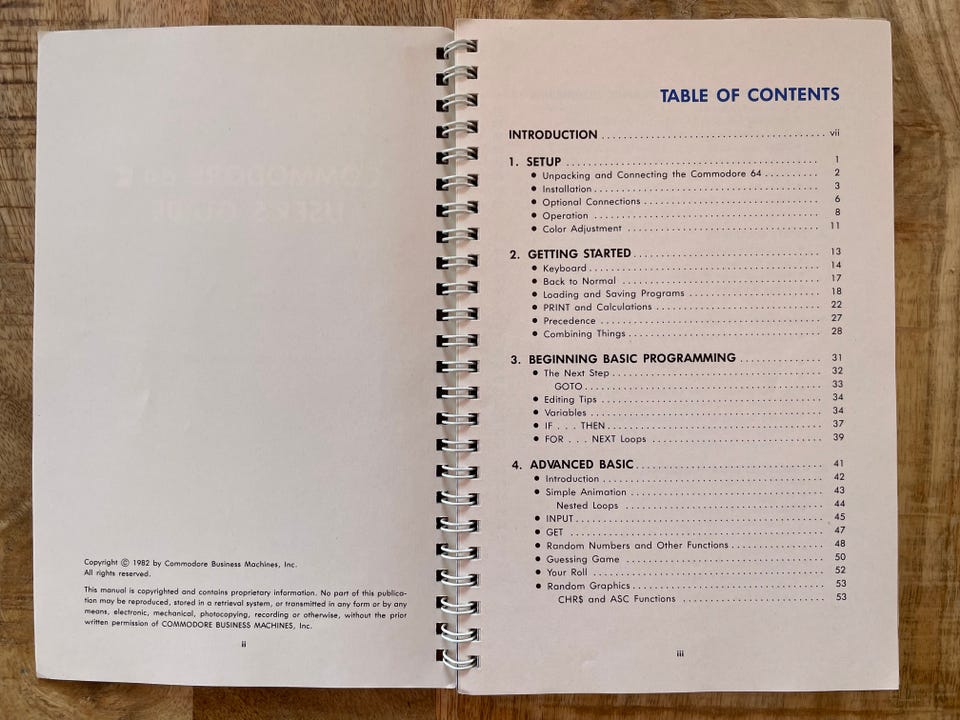 Copyright © 1982 by Commodore Business Machines, Inc.
All rights reserved.
This manual is copyrighted and contains proprietary information. No part of this publica-
tion may be reproduced, stored in a retrieval system, or transmitted in any form or by any
means, electronic, mechanical, photocopying, recording or otherwise, without the prior
written permission of COMMODORE BUSINESS MACHINES, Inc.
ii
TABLE OF CONTENTS
INTRODUCTION . . . . . . . . . . vii
1. SETUP . . . . . . . . . . 1
• Unpacking and Connecting the Commodore 64 . . . . . . . . . . 2
• Installation . . . . . . . . . . 3
• Optional Connections . . . . . . . . . . 6
• Operation . . . . . . . . . . 8
• Color Adjustment . . . . . . . . . . 11
2. GETTING STARTED . . . . . . . . . . 13
• Keyboard . . . . . . . . . . 14
• Back to Normal . . . . . . . . . . 17
• Loading and Saving Programs . . . . . . . . . . 18
• PRINT and Calculations . . . . . . . . . . 22
• Precedence . . . . . . . . . . 27
• Combining Things . . . . . . . . . . 28
3. BEGINNING BASIC PROGRAMMING . . . . . . . . . . 31
• The Next Step . . . . . . . . . . 32
GOTO . . . . . . . . . . 33
• Editing Tips . . . . . . . . . . 34
• Variables . . . . . . . . . . 34
• IF . . . THEN . . . . . . . . . . 37
• FOR . . . NEXT Loops . . . . . . . . . . 39
4. ADVANCED BASIC . . . . . . . . . . 41
• Introduction . . . . . . . . . . 42
• Simple Animation . . . . . . . . . . 43
Nested Loops . . . . . . . . . . 44
• INPUT . . . . . . . . . . 45
• GET . . . . . . . . . . 47
• Random Numbers and Other Functions . . . . . . . . . . 48
• Guessing Game . . . . . . . . . . 50
• Your Roll . . . . . . . . . . 52
• Random Graphics . . . . . . . . . . 53
CHR$ and ASC Functions . . . . . . . . . . 53
iii